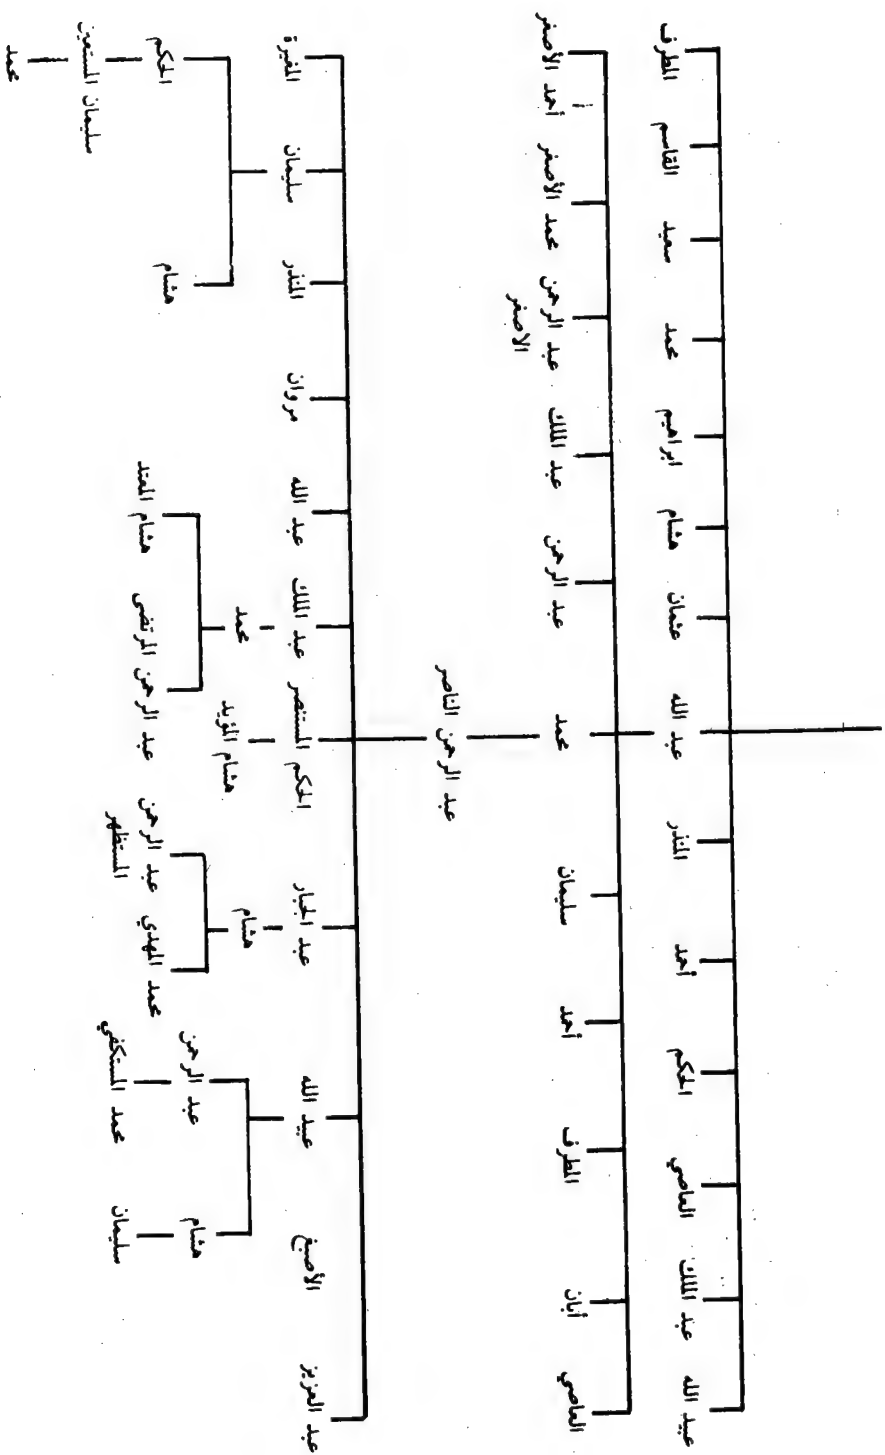 عبيد الله عبد الملك العاصي الحكم أحمد المنذر عبد الله عثمان هشام ابراهيم محمد سعيد القاسم المطرف
العاصي أبان المطرف أحمد سليمان محمد عبد الرحمن عبد الملك عبد الرحمن محمد الأصغر أحمد الأصغر
الاصغر
عبد الرحمن الناصر
عبد العزيز الأصبغ عبيد الله عبد الجبار الحكم المستنصر عبد الملك عبد الله مروان المنذر سليمان المغيرة
هشام هشام المؤيد محمد
هشام عبد الرحمن محمد المهدي عبد الرحمن عبد الرحمن المرتضى هشام المعتد هشام الحكم
المستظهر
سليمان محمد المستكفي سليمان المستعين
محمد